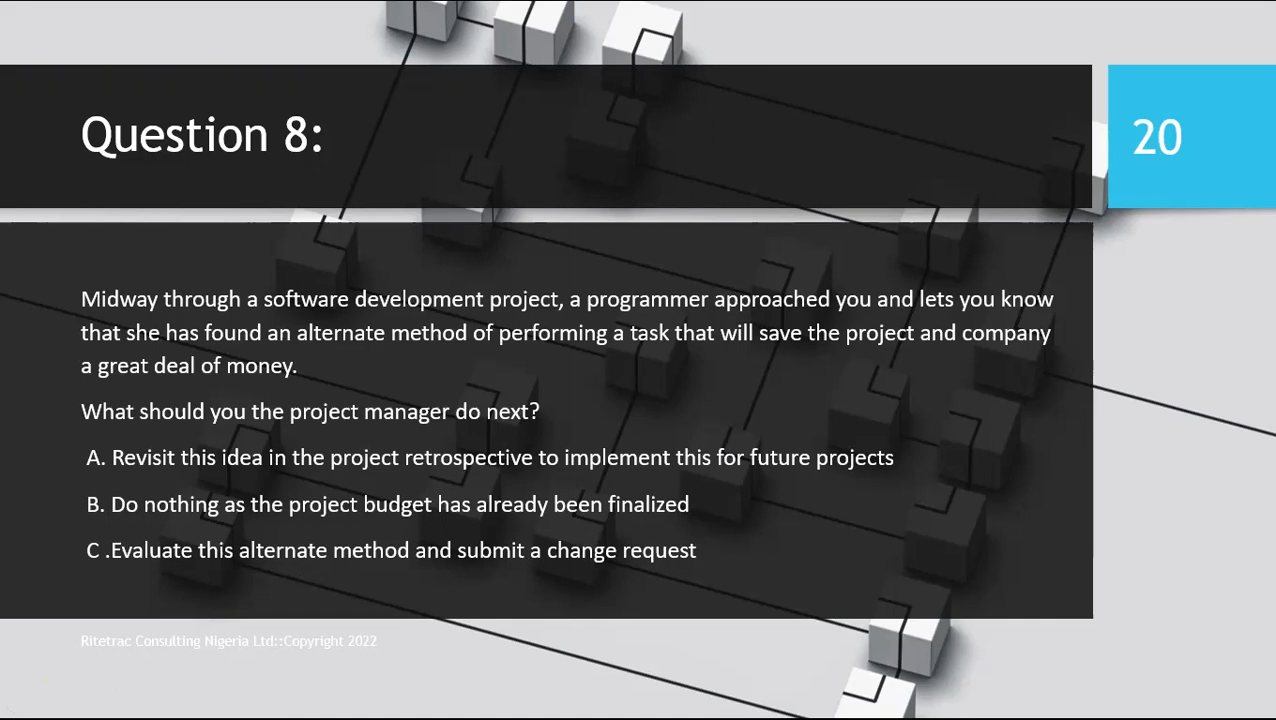 Question 8:
20
Midway through a software development project, a programmer approached you and lets you know
that she has found an alternate method of performing a task that will save the project and company
a great deal of money.
What should you the project manager do next?
A. Revisit this idea in the project retrospective to implement this for future projects
B. Do nothing as the project budget has already been finalized
C .Evaluate this alternate method and submit a change request
Ritetrac Consulting Nigeria Ltd::Copyright 2022